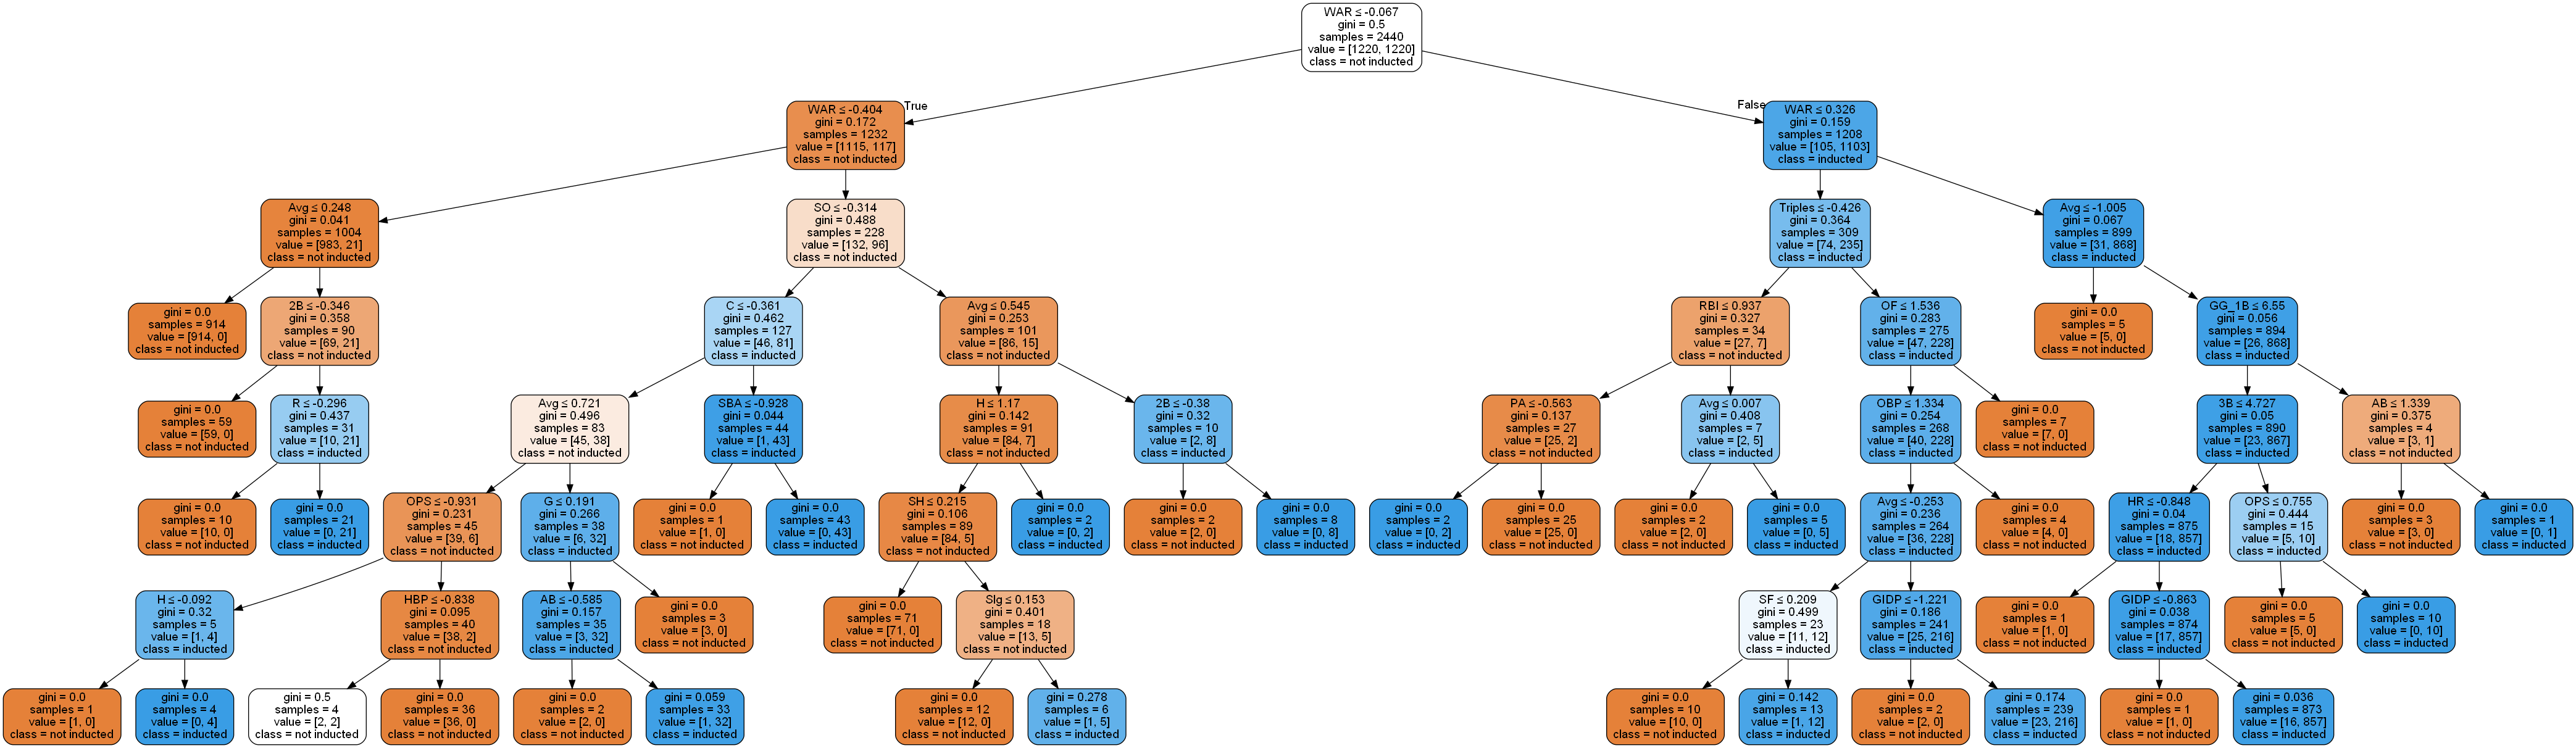 WAR ≤ -0.067
gini = 0.5
samples = 2440
value = [1220, 1220]
class = not inducted
True
False
WAR ≤ -0.404
gini = 0.172
samples = 1232
value = [1115, 117]
class = not inducted
WAR ≤ 0.326
gini = 0.159
samples = 1208
value = [105, 1103]
class = inducted
Avg ≤ 0.248
gini = 0.041
samples = 1004
value = [983, 21]
class = not inducted
SO ≤ -0.314
gini = 0.488
samples = 228
value = [132, 96]
class = not inducted
Triples ≤ -0.426
gini = 0.364
samples = 309
value = [74, 235]
class = inducted
Avg ≤ -1.005
gini = 0.067
samples = 899
value = [31, 868]
class = inducted
gini = 0.0
samples = 914
value = [914, 0]
class = not inducted
2B ≤ -0.346
gini = 0.358
samples = 90
value = [69, 21]
class = not inducted
C ≤ -0.361
gini = 0.462
samples = 127
value = [46, 81]
class = inducted
Avg ≤ 0.545
gini = 0.253
samples = 101
value = [86, 15]
class = not inducted
RBI ≤ 0.937
gini = 0.327
samples = 34
value = [27, 7]
class = not inducted
OF ≤ 1.536
gini = 0.283
samples = 275
value = [47, 228]
class = inducted
gini = 0.0
samples = 5
value = [5, 0]
class = not inducted
GG_1B ≤ 6.55
gini = 0.056
samples = 894
value = [26, 868]
class = inducted
gini = 0.0
samples = 59
value = [59, 0]
class = not inducted
R ≤ -0.296
gini = 0.437
samples = 31
value = [10, 21]
class = inducted
Avg ≤ 0.721
gini = 0.496
samples = 83
value = [45, 38]
class = not inducted
SBA ≤ -0.928
gini = 0.044
samples = 44
value = [1, 43]
class = inducted
H ≤ 1.17
gini = 0.142
samples = 91
value = [84, 7]
class = not inducted
2B ≤ -0.38
gini = 0.32
samples = 10
value = [2, 8]
class = inducted
PA ≤ -0.563
gini = 0.137
samples = 27
value = [25, 2]
class = not inducted
Avg ≤ 0.007
gini = 0.408
samples = 7
value = [2, 5]
class = inducted
OBP ≤ 1.334
gini = 0.254
samples = 268
value = [40, 228]
class = inducted
gini = 0.0
samples = 7
value = [7, 0]
class = not inducted
3B ≤ 4.727
gini = 0.05
samples = 890
value = [23, 867]
class = inducted
AB ≤ 1.339
gini = 0.375
samples = 4
value = [3, 1]
class = not inducted
gini = 0.0
samples = 10
value = [10, 0]
class = not inducted
gini = 0.0
samples = 21
value = [0, 21]
class = inducted
OPS ≤ -0.931
gini = 0.231
samples = 45
value = [39, 6]
class = not inducted
G ≤ 0.191
gini = 0.266
samples = 38
value = [6, 32]
class = inducted
gini = 0.0
samples = 1
value = [1, 0]
class = not inducted
gini = 0.0
samples = 43
value = [0, 43]
class = inducted
SH ≤ 0.215
gini = 0.106
samples = 89
value = [84, 5]
class = not inducted
gini = 0.0
samples = 2
value = [0, 2]
class = inducted
gini = 0.0
samples = 2
value = [2, 0]
class = not inducted
gini = 0.0
samples = 8
value = [0, 8]
class = inducted
gini = 0.0
samples = 2
value = [0, 2]
class = inducted
gini = 0.0
samples = 25
value = [25, 0]
class = not inducted
gini = 0.0
samples = 2
value = [2, 0]
class = not inducted
gini = 0.0
samples = 5
value = [0, 5]
class = inducted
Avg ≤ -0.253
gini = 0.236
samples = 264
value = [36, 228]
class = inducted
gini = 0.0
samples = 4
value = [4, 0]
class = not inducted
HR ≤ -0.848
gini = 0.04
samples = 875
value = [18, 857]
class = inducted
OPS ≤ 0.755
gini = 0.444
samples = 15
value = [5, 10]
class = inducted
gini = 0.0
samples = 3
value = [3, 0]
class = not inducted
gini = 0.0
samples = 1
value = [0, 1]
class = inducted
H ≤ -0.092
gini = 0.32
samples = 5
value = [1, 4]
class = inducted
HBP ≤ -0.838
gini = 0.095
samples = 40
value = [38, 2]
class = not inducted
AB ≤ -0.585
gini = 0.157
samples = 35
value = [3, 32]
class = inducted
gini = 0.0
samples = 3
value = [3, 0]
class = not inducted
gini = 0.0
samples = 71
value = [71, 0]
class = not inducted
Slg ≤ 0.153
gini = 0.401
samples = 18
value = [13, 5]
class = not inducted
SF ≤ 0.209
gini = 0.499
samples = 23
value = [11, 12]
class = inducted
GIDP ≤ -1.221
gini = 0.186
samples = 241
value = [25, 216]
class = inducted
gini = 0.0
samples = 1
value = [1, 0]
class = not inducted
GIDP ≤ -0.863
gini = 0.038
samples = 874
value = [17, 857]
class = inducted
gini = 0.0
samples = 5
value = [5, 0]
class = not inducted
gini = 0.0
samples = 10
value = [0, 10]
class = inducted
gini = 0.0
samples = 1
value = [1, 0]
class = not inducted
gini = 0.0
samples = 4
value = [0, 4]
class = inducted
gini = 0.5
samples = 4
value = [2, 2]
class = not inducted
gini = 0.0
samples = 36
value = [36, 0]
class = not inducted
gini = 0.0
samples = 2
value = [2, 0]
class = not inducted
gini = 0.059
samples = 33
value = [1, 32]
class = inducted
gini = 0.0
samples = 12
value = [12, 0]
class = not inducted
gini = 0.278
samples = 6
value = [1, 5]
class = inducted
gini = 0.0
samples = 10
value = [10, 0]
class = not inducted
gini = 0.142
samples = 13
value = [1, 12]
class = inducted
gini = 0.0
samples = 2
value = [2, 0]
class = not inducted
gini = 0.174
samples = 239
value = [23, 216]
class = inducted
gini = 0.0
samples = 1
value = [1, 0]
class = not inducted
gini = 0.036
samples = 873
value = [16, 857]
class = inducted